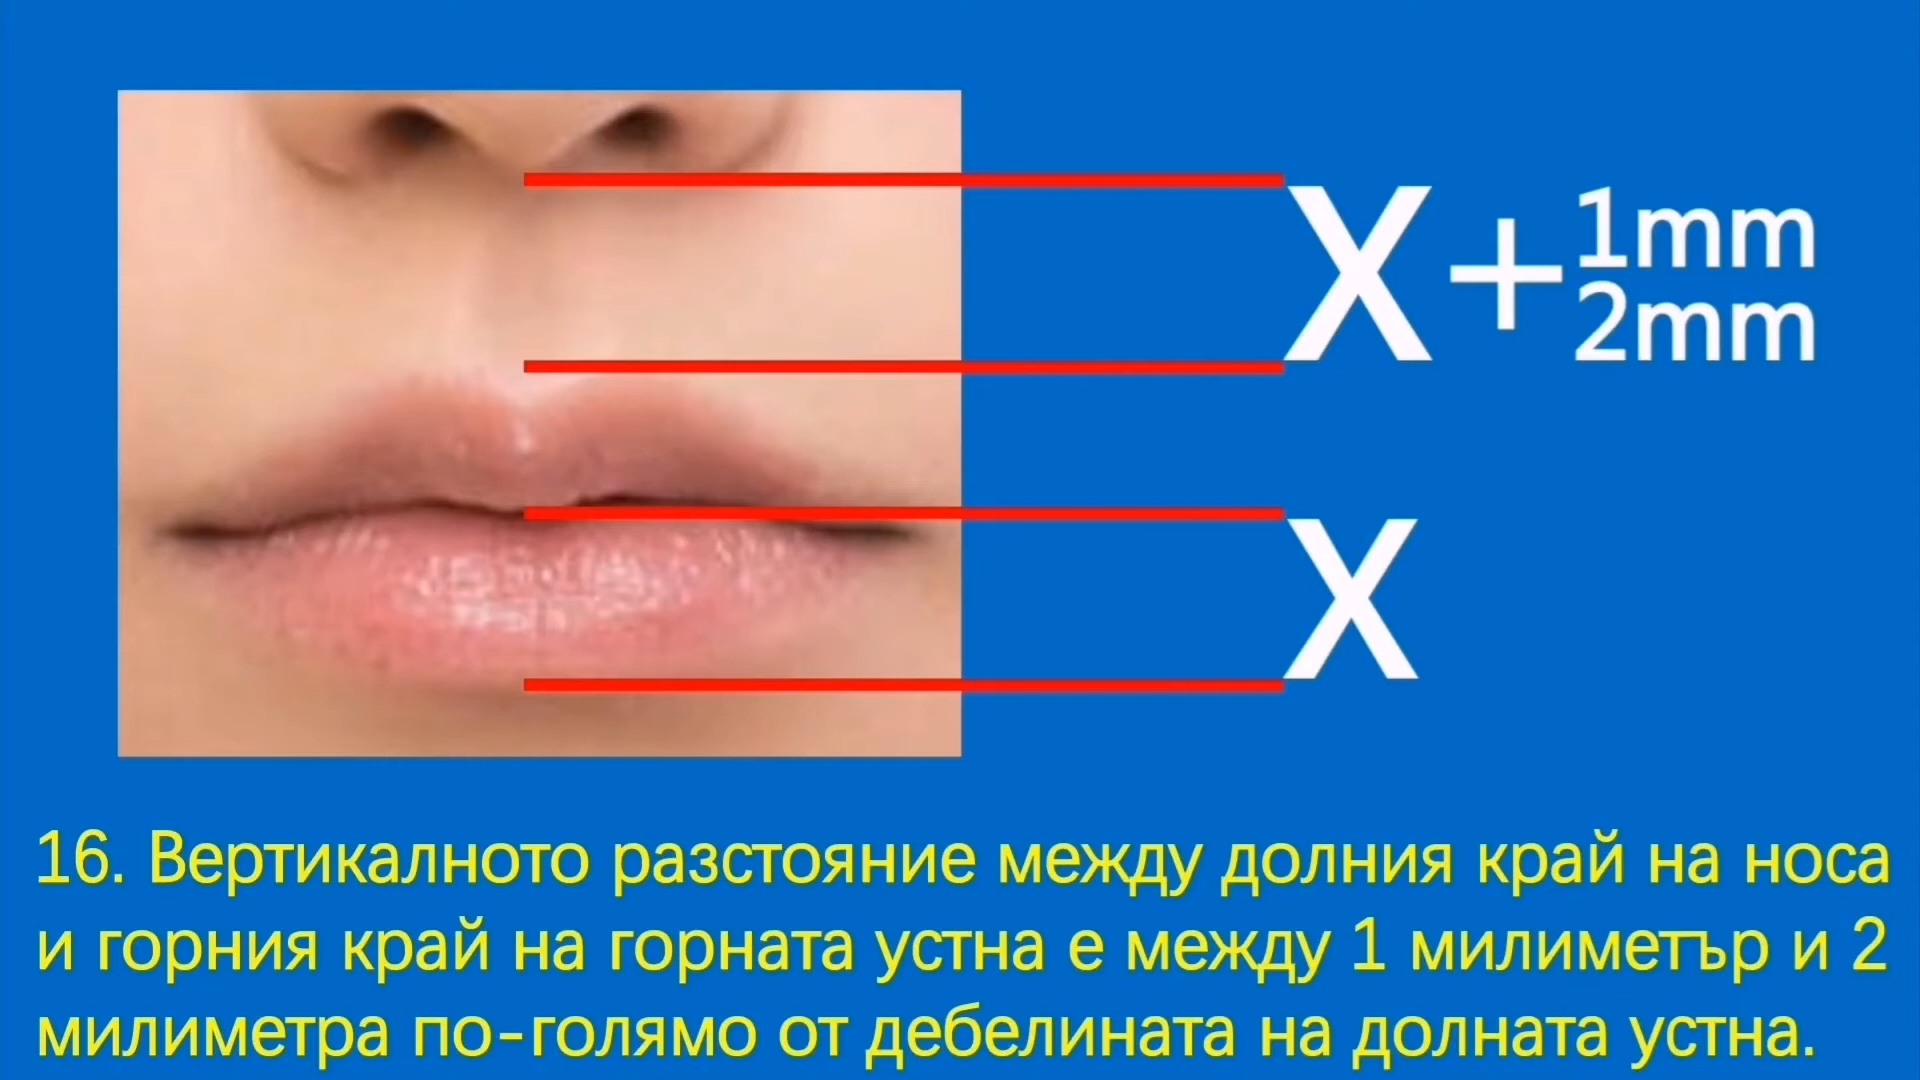 X+1mm
2mm
X
16. Вертикалното разстояние между долния край на носа
и горния край на горната устна е между 1 милиметър и 2
милиметра по-голямо от дебелината на долната устна.